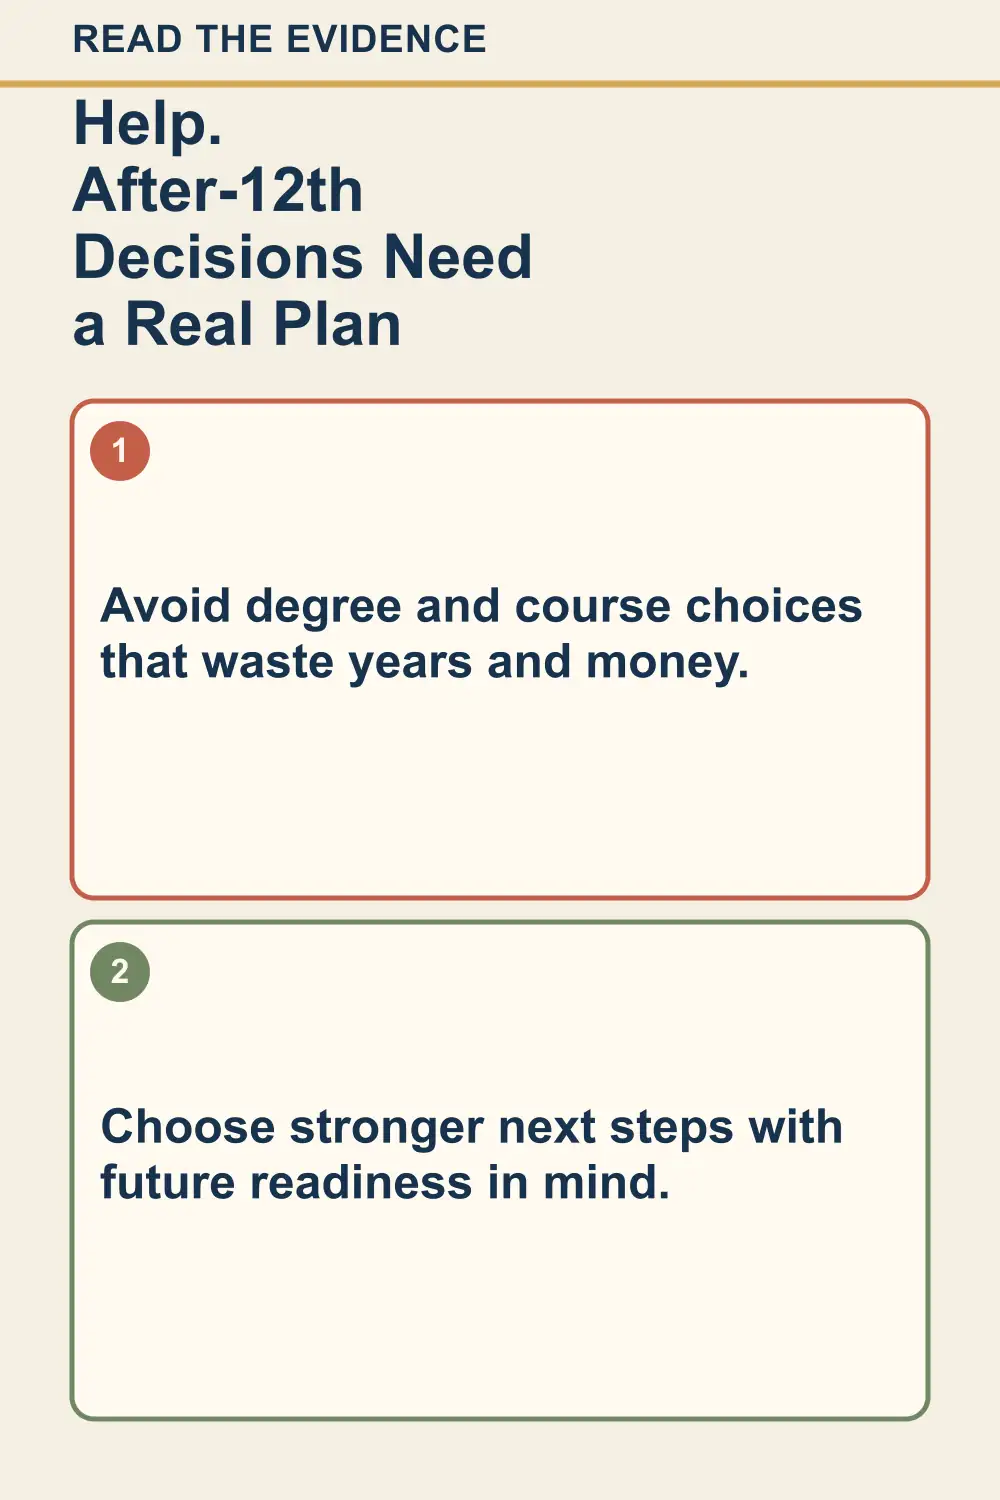 READ THE EVIDENCE
Help.
After-12th
Decisions Need
a Real Plan
1
Avoid degree and course choices
that waste years and money.
2
Choose stronger next steps with
future readiness in mind.